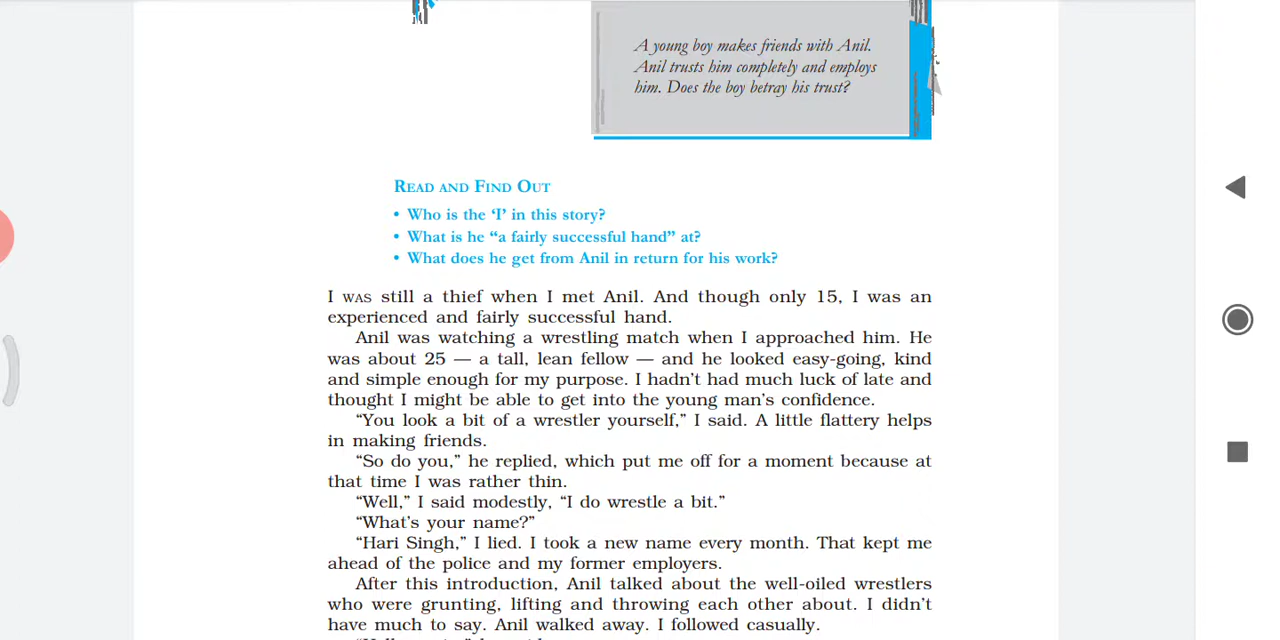 A young boy makes friends with Anil.
Anil trusts him completely and employs
him. Does the boy betray his trust?
READ AND FIND OUT
• Who is the ‘I’ in this story?
• What is he “a fairly successful hand” at?
• What does he get from Anil in return for his work?
I WAS still a thief when I met Anil. And though only 15, I was an
experienced and fairly successful hand.
Anil was watching a wrestling match when I approached him. He
was about 25 — a tall, lean fellow — and he looked easy-going, kind
and simple enough for my purpose. I hadn’t had much luck of late and
thought I might be able to get into the young man’s confidence.
“You look a bit of a wrestler yourself,” I said. A little flattery helps
in making friends.
“So do you,” he replied, which put me off for a moment because at
that time I was rather thin.
“Well,” I said modestly, “I do wrestle a bit.”
“What’s your name?”
“Hari Singh,” I lied. I took a new name every month. That kept me
ahead of the police and my former employers.
After this introduction, Anil talked about the well-oiled wrestlers
who were grunting, lifting and throwing each other about. I didn’t
have much to say. Anil walked away. I followed casually.